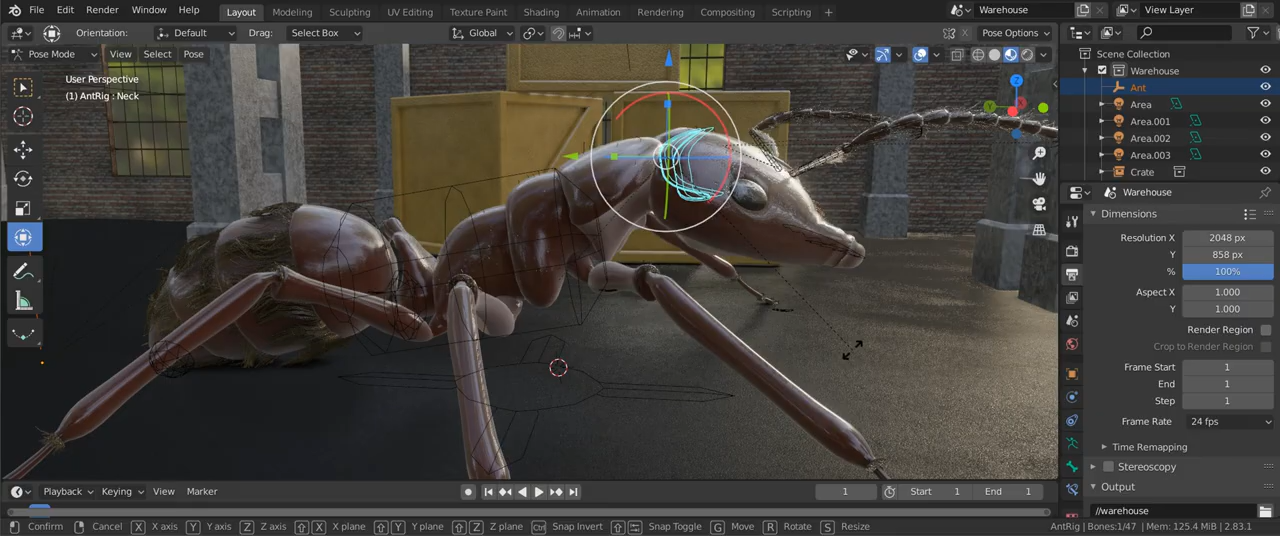 File Edit Render Window Help Layout Modeling Sculpting UV Editing Texture Paint Shading Animation Rendering Compositing Scripting + Warehouse View Layer
Orientation: Default Drag: Select Box Global Pose Options
Pose Mode View Select Pose
User Perspective
(1) AntRig : Neck
Z
Y
Scene Collection
Warehouse
Ant
Area
Area.001
Area.002
Area.003
Crate
Warehouse
Dimensions
Resolution X 2048 px
Y 858 px
% 100%
Aspect X 1.000
Y 1.000
Render Region
Crop to Render Region
Frame Start 1
End 1
Step 1
Frame Rate 24 fps
Time Remapping
Stereoscopy
Output
//warehouse
Playback Keying View Marker 1 Start 1 End 1
Confirm Cancel X X axis Y Y axis Z Z axis X X plane Y Y plane Z Z plane Ctrl Snap Invert Snap Toggle G Move R Rotate S Resize AntRig | Bones:1/47 | Mem: 125.4 MiB | 2.83.1